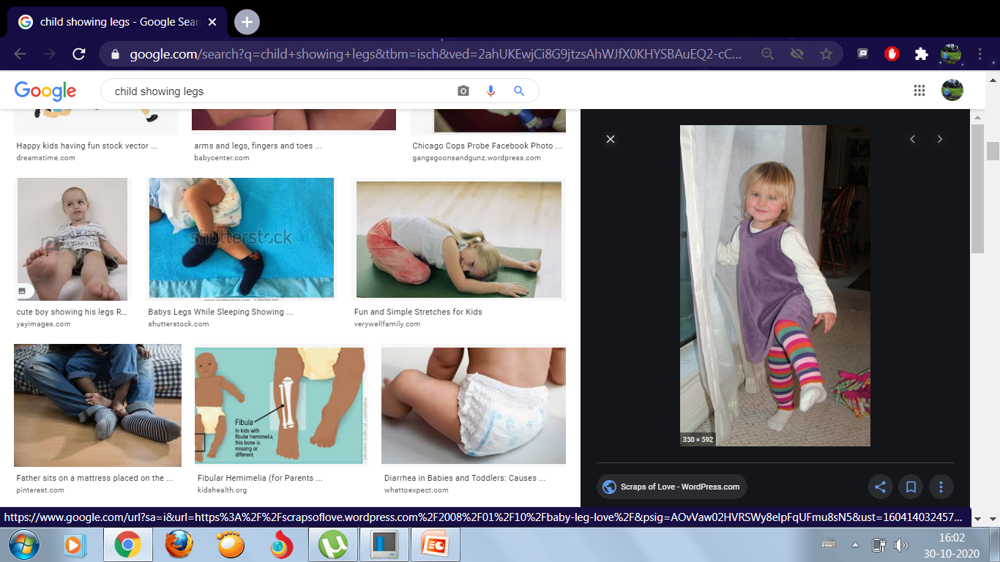 child showing legs - Google Sear
google.com/search?q=child+showing+legs&tbm=isch&ved=2ahUKEwjCi8G9jtzsAhWJfX0KHYSBAuEQ2-cC...
Google
child showing legs
Happy kids having fun stock vector ...
dreamstime.com
arms and legs, fingers and toes ...
babycenter.com
Chicago Cops Probe Facebook Photo ...
gangsgoonsandgunz.wordpress.com
YAYIMAGE
cute boy showing his legs R...
yayimages.com
shutterstock
Babys Legs While Sleeping Showing ...
shutterstock.com
Fun and Simple Stretches for Kids
verywellfamily.com
Father sits on a mattress placed on the ...
pinterest.com
Fibula
In kids with
fibular hemimelia,
this bone is
missing or
different.
Fibular Hemimelia (for Parents ...
kidshealth.org
Diarrhea in Babies and Toddlers: Causes ...
whattoexpect.com
350 × 592
Scraps of Love - WordPress.com
https://www.google.com/url?sa=i&url=https%3A%2F%2Fscrapsoflove.wordpress.com%2F2008%2F01%2F10%2Fbaby-leg-love%2F&psig=AOvVaw02HVRSWy8elpFqUFmu8sN5&ust=160414032457...
16:02
30-10-2020